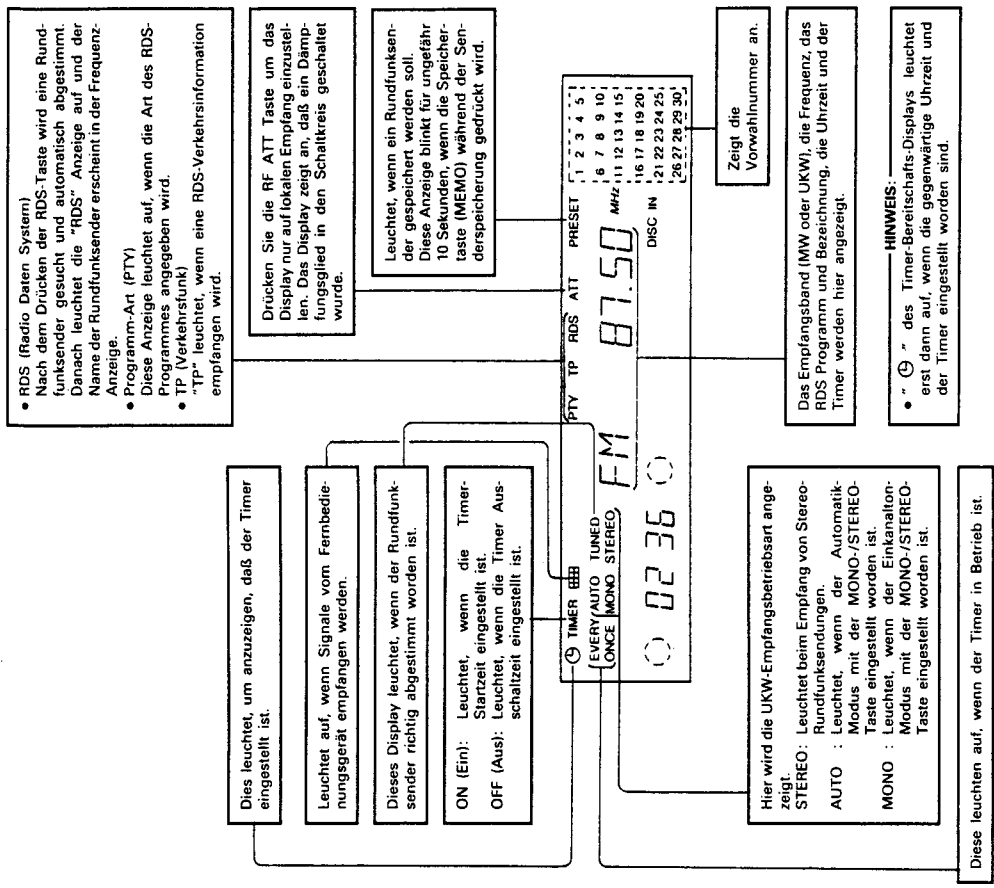 Dies leuchtet, um anzuzeigen, daß der Timer
eingestellt ist.
Leuchtet auf, wenn Signale vom Fernbedie-
nungsgerät empfangen werden.
Dieses Display leuchtet, wenn der Rundfunk-
sender richtig abgestimmt worden ist.
ON (Ein): Leuchtet, wenn die Timer-
Startzeit eingestellt ist.
OFF (Aus): Leuchtet, wenn die Timer Aus-
schaltzeit eingestellt ist.
• RDS (Radio Daten System)
Nach dem Drücken der RDS-Taste wird eine Rund-
funksender gesucht und automatisch abgestimmt.
Danach leuchtet die "RDS" Anzeige auf und der
Name der Rundfunksender erscheint in der Frequenz-
Anzeige.
• Program-Art (PTY)
Diese Anzeige leuchtet auf, wenn die Art des RDS-
Programmes angegeben wird.
• TP (Verkehrsfunk)
"TP" leuchtet, wenn eine RDS-Verkehrsinformation
empfangen wird.
Drücken Sie die RF ATT Taste um das
Display nur auf lokalen Empfang einzustel-
len. Das Display zeigt an, daß ein Dämp-
fungsglied in den Schaltkreis geschaltet
wurde.
Leuchtet, wenn ein Rundfunksen-
der gespeichert werden soll.
Diese Anzeige blinkt für ungefähr
10 Sekunden, wenn die Speicher-
taste (MEMO) während der Sen-
derspeicherung gedrückt wird.
TIMER PTY TP RDS ATT PRESET
EVERY AUTO TUNED
ONCE MONO STEREO
02 36 FM 87.50 MHz
DISC IN
1 2 3 4 5
6 7 8 9 10
11 12 13 14 15
16 17 18 19 20
21 22 23 24 25
26 27 28 29 30
Hier wird die UKW-Empfangsbetriebsart ange-
zeigt.
STEREO: Leuchtet beim Empfang von Stereo-
Rundfunksendungen.
AUTO : Leuchtet, wenn der Automatik-
Modus mit der MONO-/STEREO-
Taste eingestellt worden ist.
MONO : Leuchtet, wenn der Einkanalton-
Modus mit der MONO-/STEREO-
Taste eingestellt worden ist.
Diese leuchten auf, wenn der Timer in Betrieb ist.
Das Empfangsband (MW oder UKW), die Frequenz, das
RDS Programm und Bezeichnung, die Uhrzeit und der
Timer werden hier angezeigt.
Zeigt die
Vorwahlnummer an.
HINWEIS:
• " " des Timer-Bereitschafts-Displays leuchtet
erst dann auf, wenn die gegenwärtige Uhrzeit und
der Timer eingestellt worden sind.